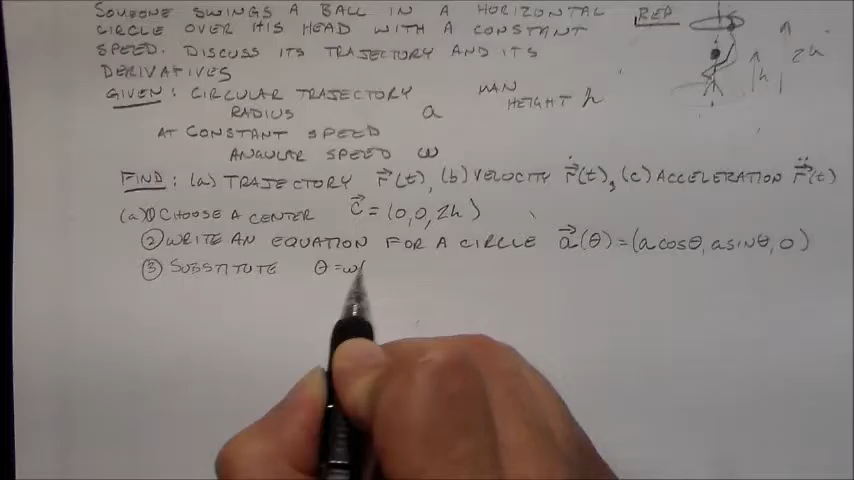 SOMEONE SWINGS A BALL IN A HORIZONTAL REP
CIRCLE OVER HIS HEAD WITH A CONSTANT
SPEED. DISCUSS ITS TRAJECTORY AND ITS 2h
DERIVATIVES h
GIVEN: CIRCULAR TRAJECTORY MAN
RADIUS a HEIGHT h
AT CONSTANT SPEED
ANGULAR SPEED ω
FIND: (a) TRAJECTORY r⃗(t), (b) VELOCITY ṙ⃗(t), (c) ACCELERATION r̈⃗(t)
(a) ① CHOOSE A CENTER c⃗ = (0,0,2h)
② WRITE AN EQUATION FOR A CIRCLE a⃗(θ) = (a cosθ, a sinθ, 0)
③ SUBSTITUTE θ = ω